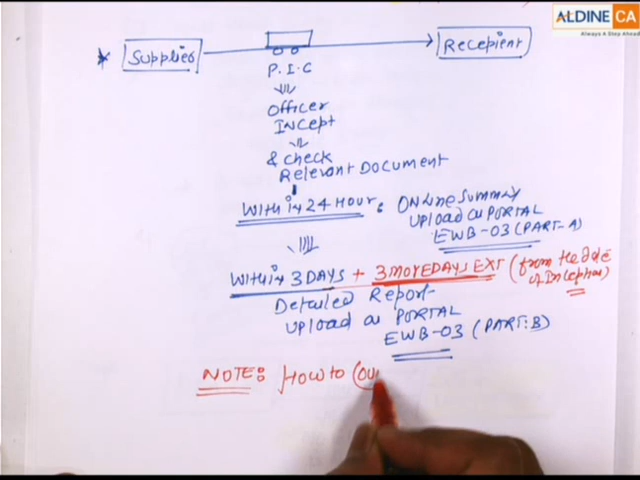 ALDINE CA
Always A Step Ahead
* Supplier
Recepient
P.I.C
Officer
INcept
& check
Relevant Document
Within 24 Hour : Online Summary
Upload on PORTAL
EWB-03 (PART-A)
Within 3 DAYS + 3 MOREDAYS EXT (from the date
of Inception)
Detailed Report
Upload on PORTAL
EWB-03 (PART-B)
NOTE: How to